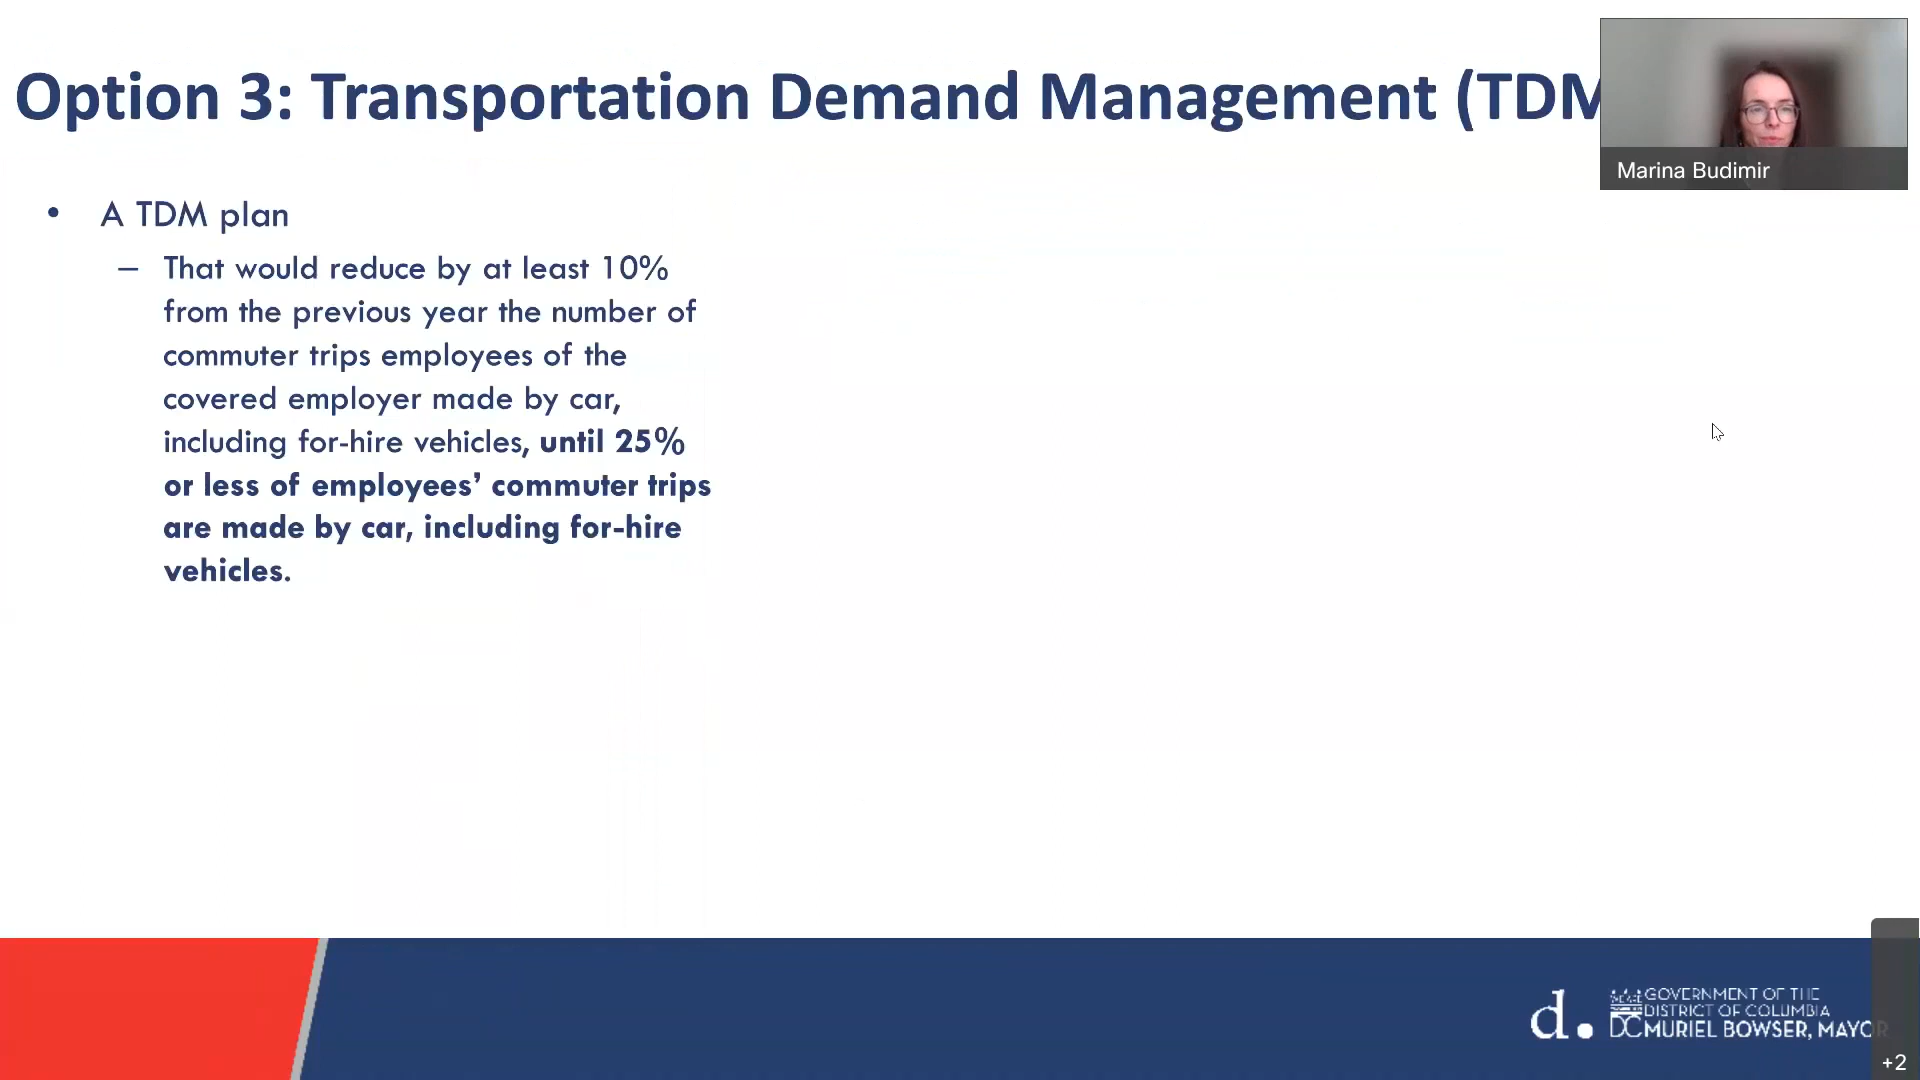 Option 3: Transportation Demand Management (TDM
Marina Budimir
• A TDM plan
– That would reduce by at least 10%
from the previous year the number of
commuter trips employees of the
covered employer made by car,
including for-hire vehicles, until 25%
or less of employees’ commuter trips
are made by car, including for-hire
vehicles.
d.
WE ARE
DC
GOVERNMENT OF THE
DISTRICT OF COLUMBIA
MURIEL BOWSER, MAYOR
+2